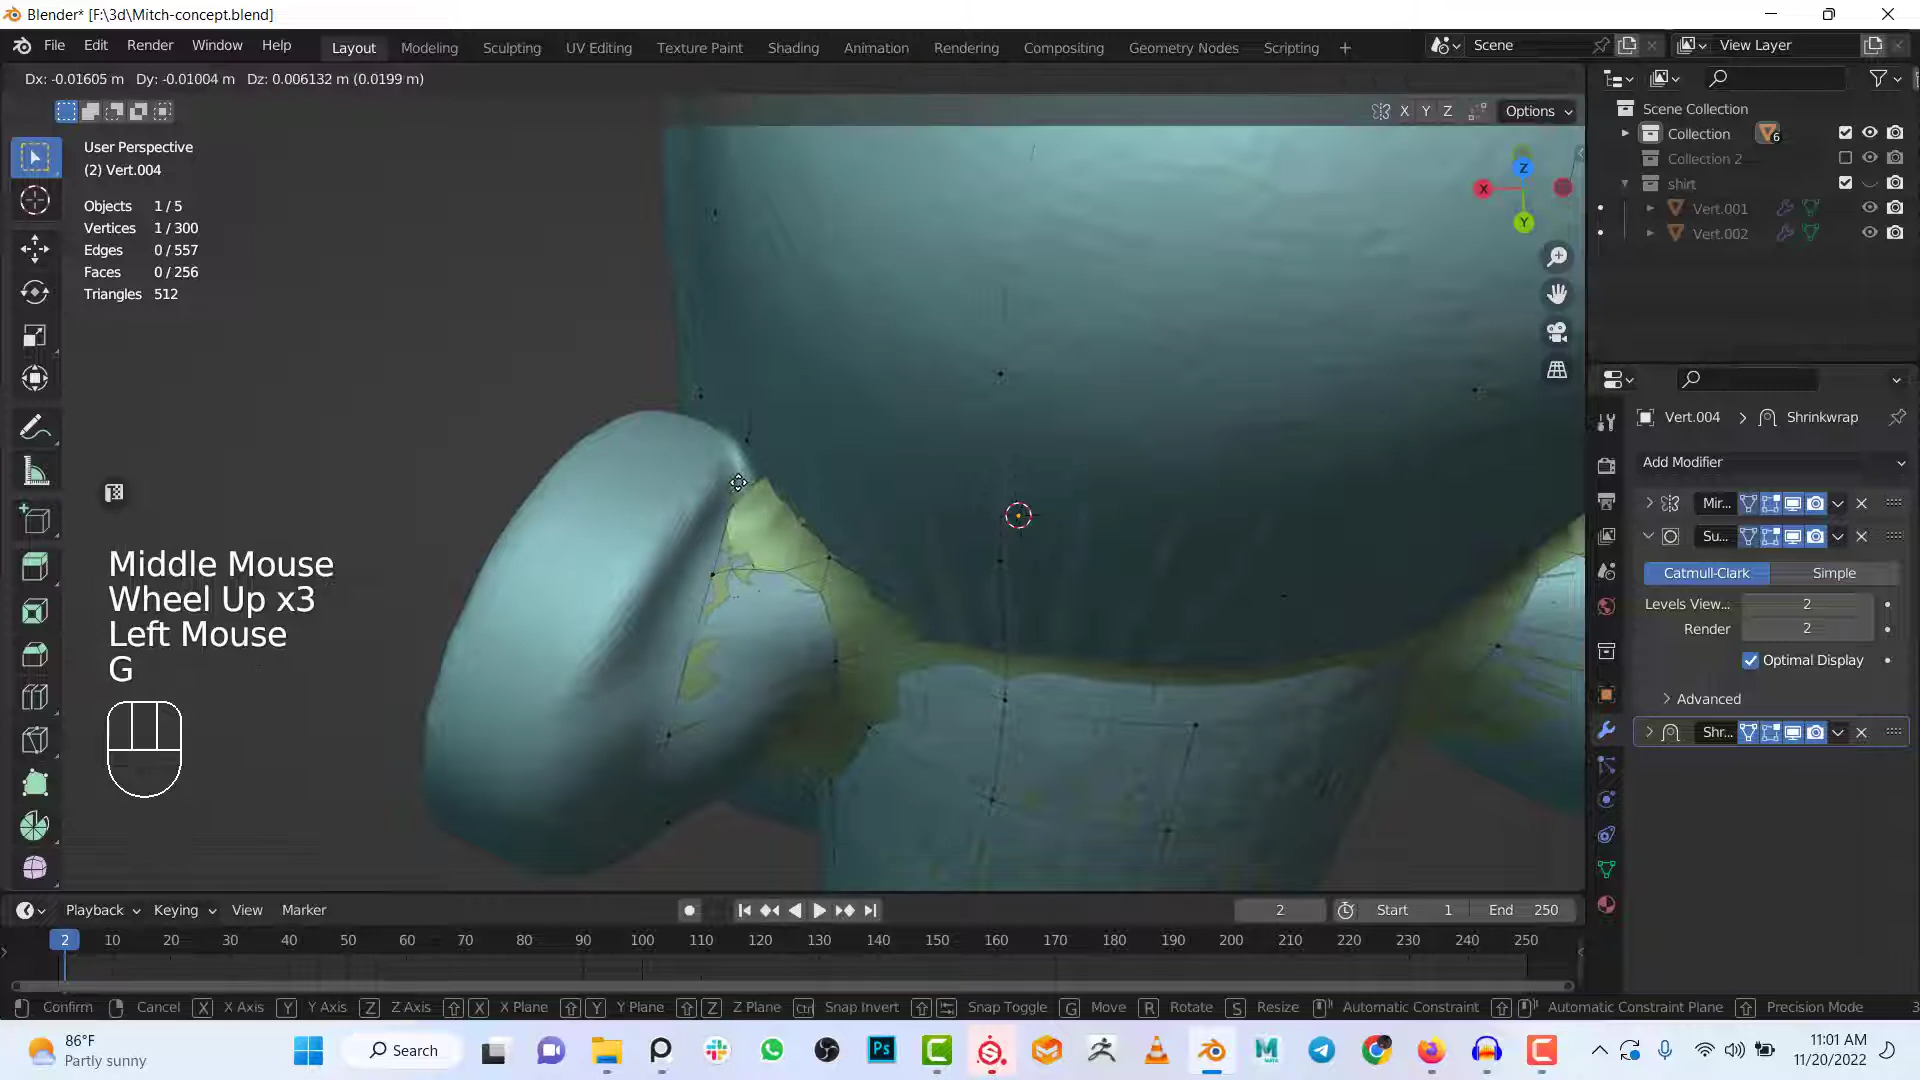 Blender* [F:\3d\Mitch-concept.blend]
File Edit Render Window Help
Layout Modeling Sculpting UV Editing Texture Paint Shading Animation Rendering Compositing Geometry Nodes Scripting +
Scene
View Layer
Dx: -0.01605 m Dy: -0.01004 m Dz: 0.006132 m (0.0199 m)
X Y Z Options
User Perspective
(2) Vert.004
Objects 1 / 5
Vertices 1 / 300
Edges 0 / 557
Faces 0 / 256
Triangles 512
Z
X
Y
Scene Collection
Collection 6
Collection 2
shirt
Vert.001
Vert.002
Vert.004 > Shrinkwrap
Add Modifier
Mir...
Su...
Catmull-Clark Simple
Levels View... 2
Render 2
Optimal Display
Advanced
Shr...
Middle Mouse
Wheel Up x3
Left Mouse
G
Playback Keying View Marker
2 Start 1 End 250
2 10 20 30 40 50 60 70 80 90 100 110 120 130 140 150 160 170 180 190 200 210 220 230 240 250
Confirm Cancel X X Axis Y Y Axis Z Z Axis X X Plane Y Y Plane Z Z Plane Ctrl Snap Invert Snap Toggle G Move R Rotate S Resize Automatic Constraint Automatic Constraint Plane Precision Mode 3
86°F
Partly sunny
Search
Ps
11:01 AM
11/20/2022